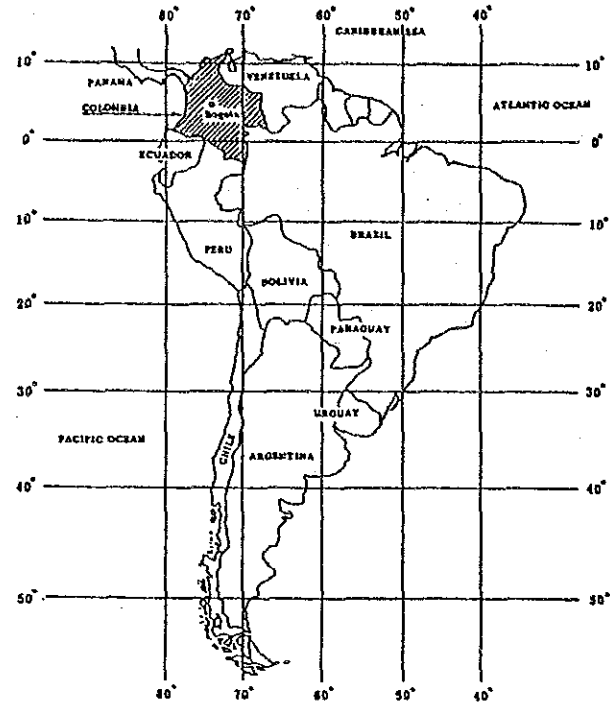 80° 70° 60° 50° 40°
CARIBBEAN SEA
10° 10°
PANAMA VENEZUELA
COLOMBIA Bogota ATLANTIC OCEAN
0° 0°
ECUADOR
10° 10°
PERU BRAZIL
BOLIVIA
20° 20°
PARAGUAY
30° 30°
URUGUAY
PACIFIC OCEAN CHILE ARGENTINA
40° 40°
50° 50°
80° 70° 60° 50° 40°